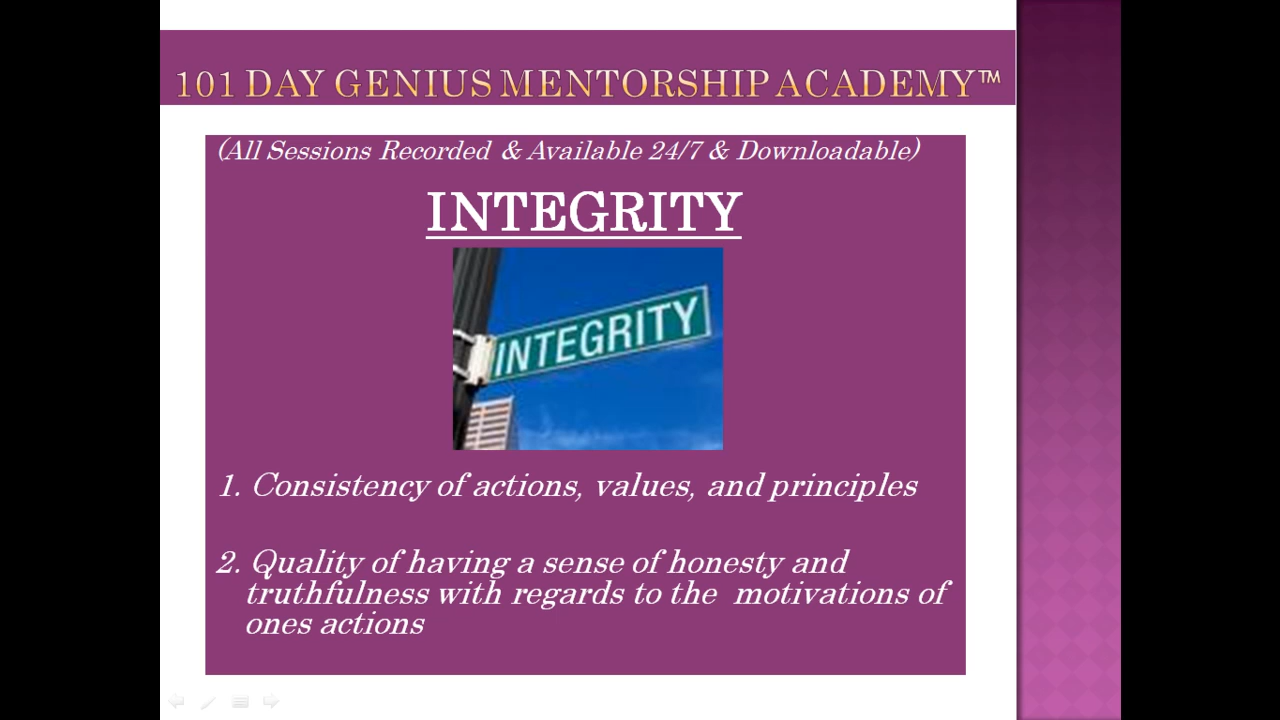 101 DAY GENIUS MENTORSHIP ACADEMY™
(All Sessions Recorded & Available 24/7 & Downloadable)
INTEGRITY
INTEGRITY
1. Consistency of actions, values, and principles
2. Quality of having a sense of honesty and
truthfulness with regards to the motivations of
ones actions